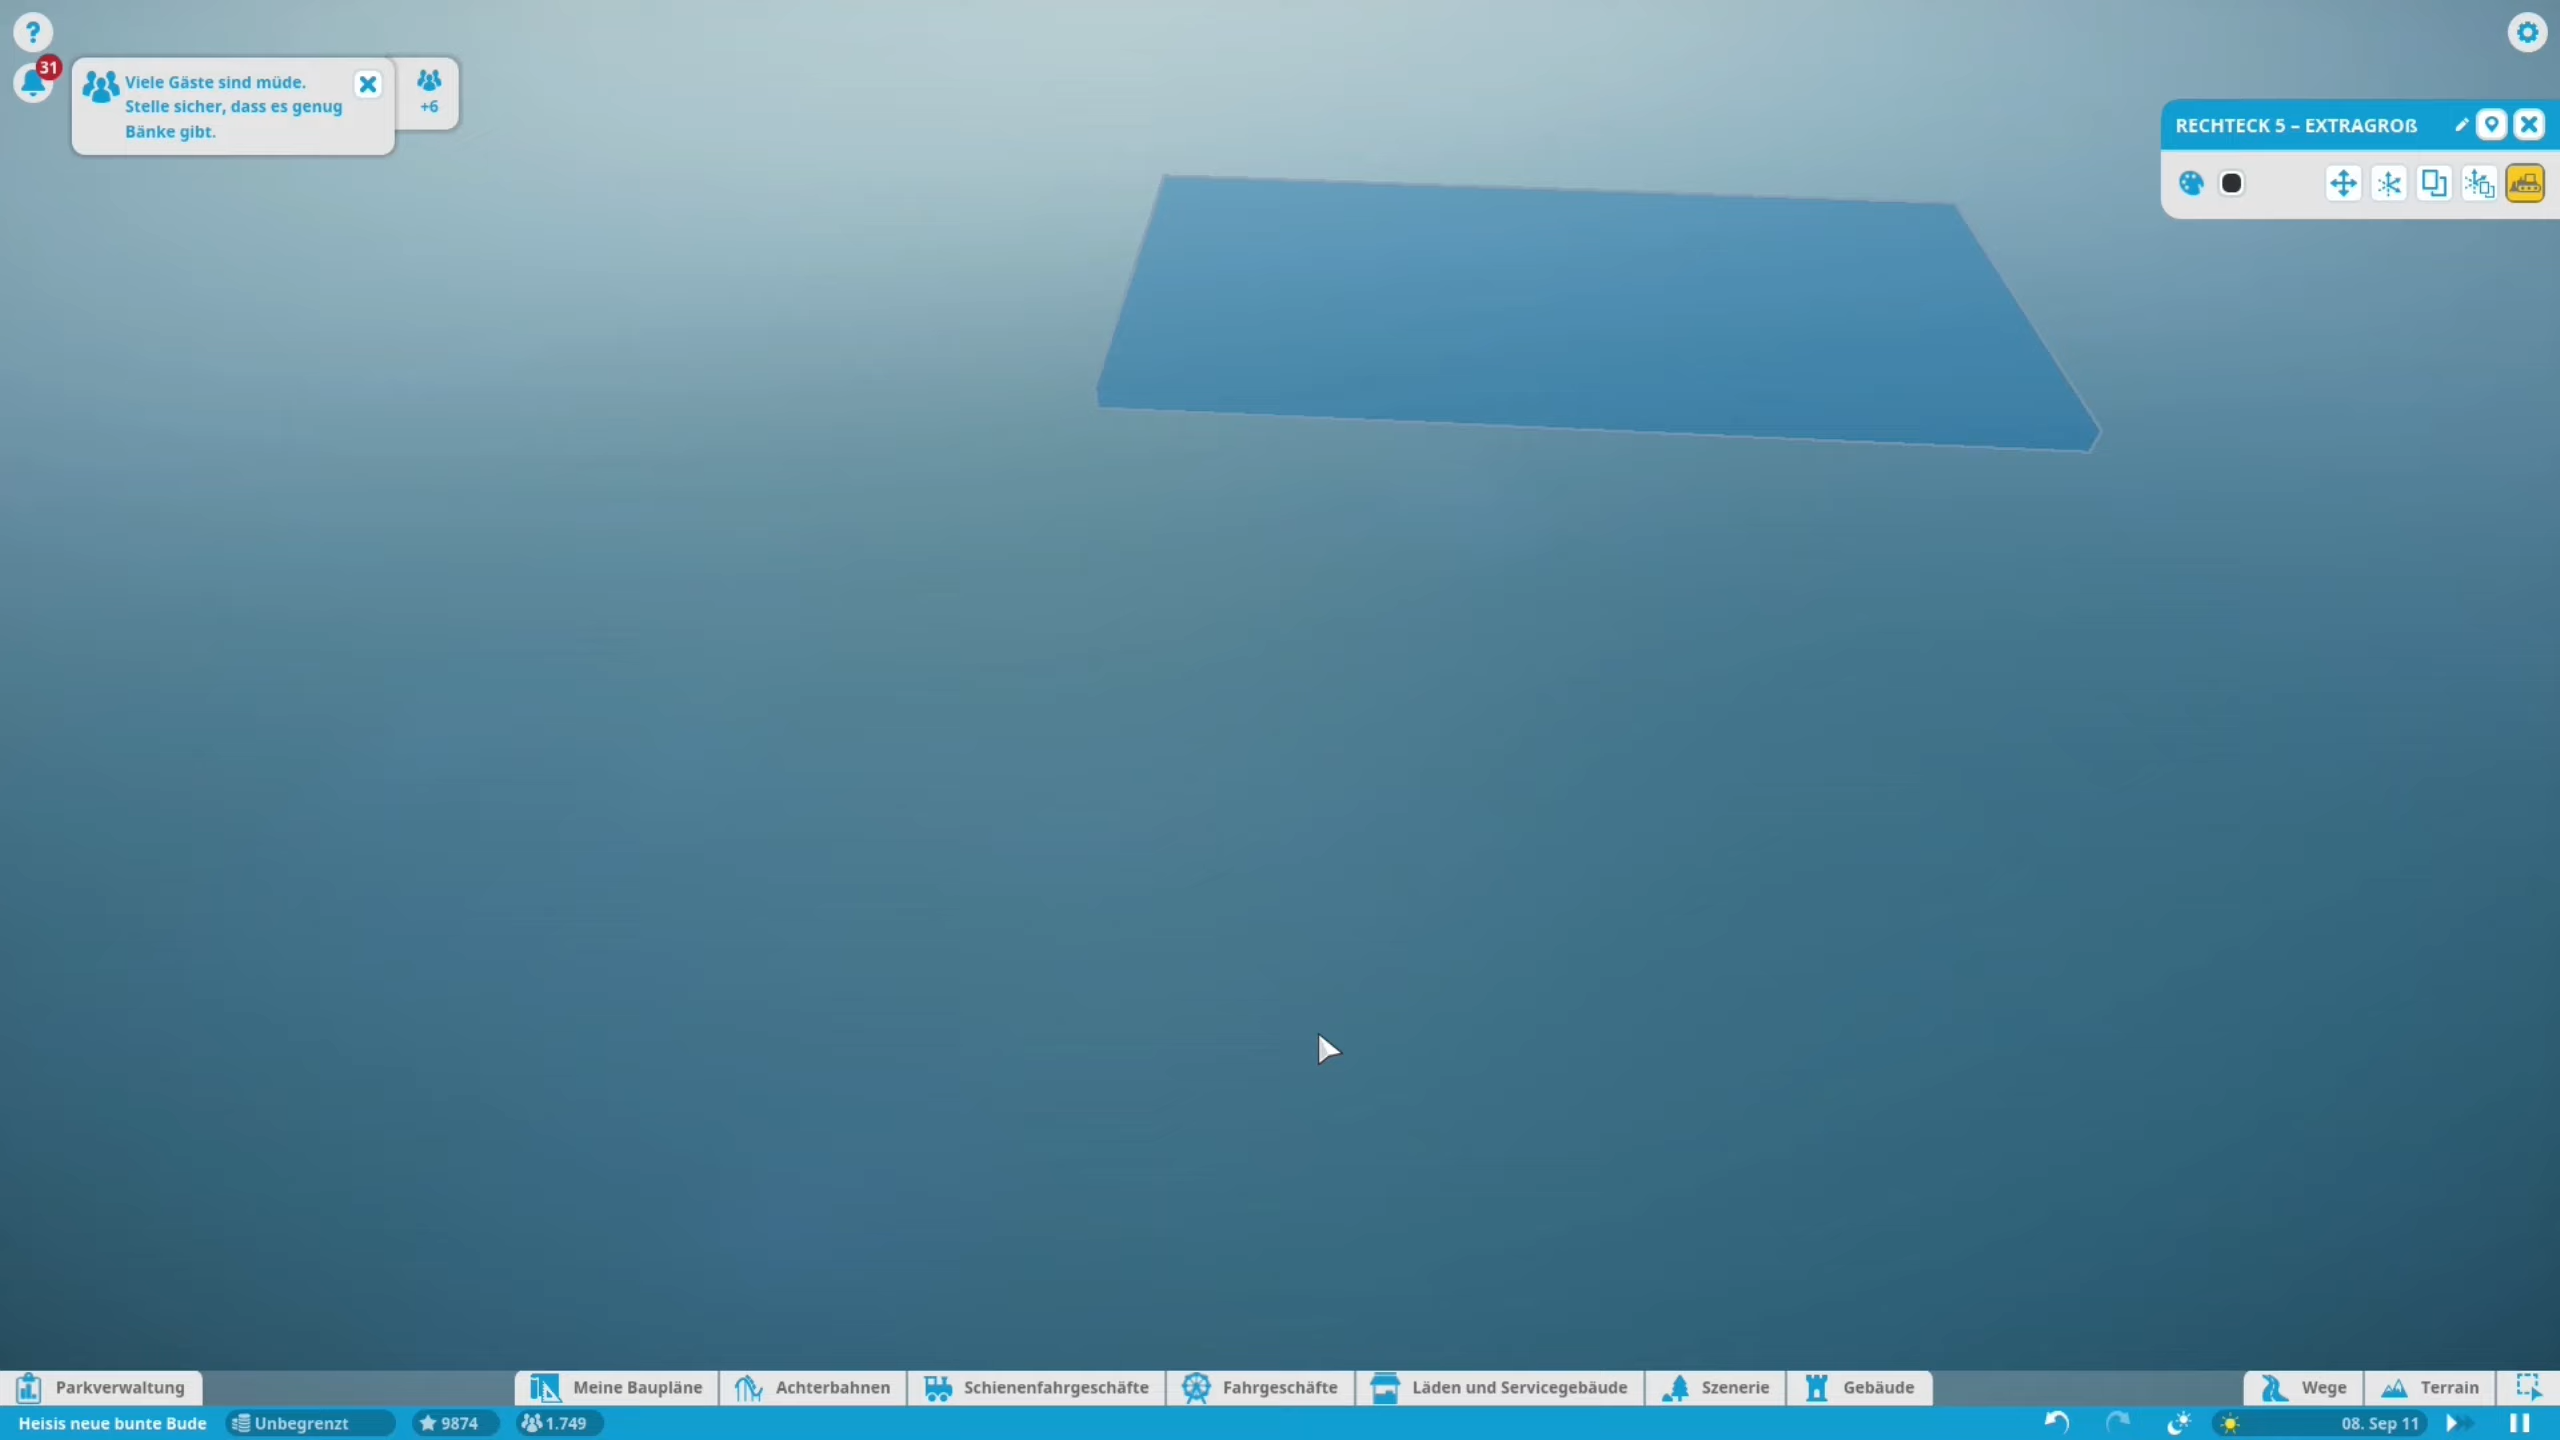 ?
31
Viele Gäste sind müde.
Stelle sicher, dass es genug
Bänke gibt.
+6
RECHTECK 5 – EXTRAGROß
Parkverwaltung
Meine Baupläne
Achterbahnen
Schienenfahrgeschäfte
Fahrgeschäfte
Läden und Servicegebäude
Szenerie
Gebäude
Wege
Terrain
Heisis neue bunte Bude
Unbegrenzt
9874
1.749
08. Sep 11